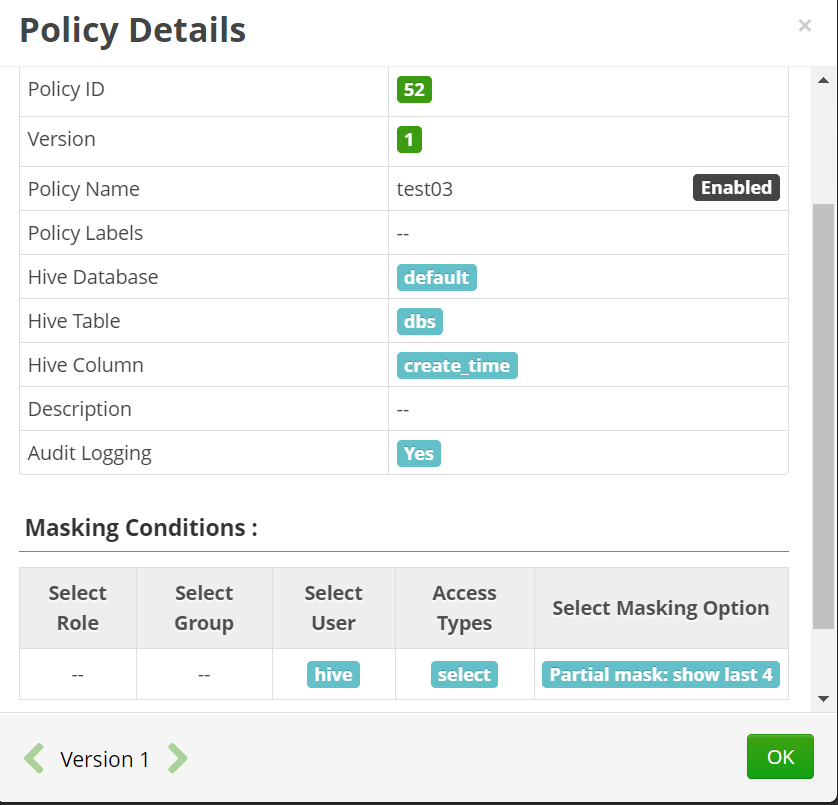 Policy Details ×
Policy ID 52
Version 1
Policy Name test03 Enabled
Policy Labels --
Hive Database default
Hive Table dbs
Hive Column create_time
Description --
Audit Logging Yes
Masking Conditions :
Select Role Select Group Select User Access Types Select Masking Option
-- -- hive select Partial mask: show last 4
Version 1 OK